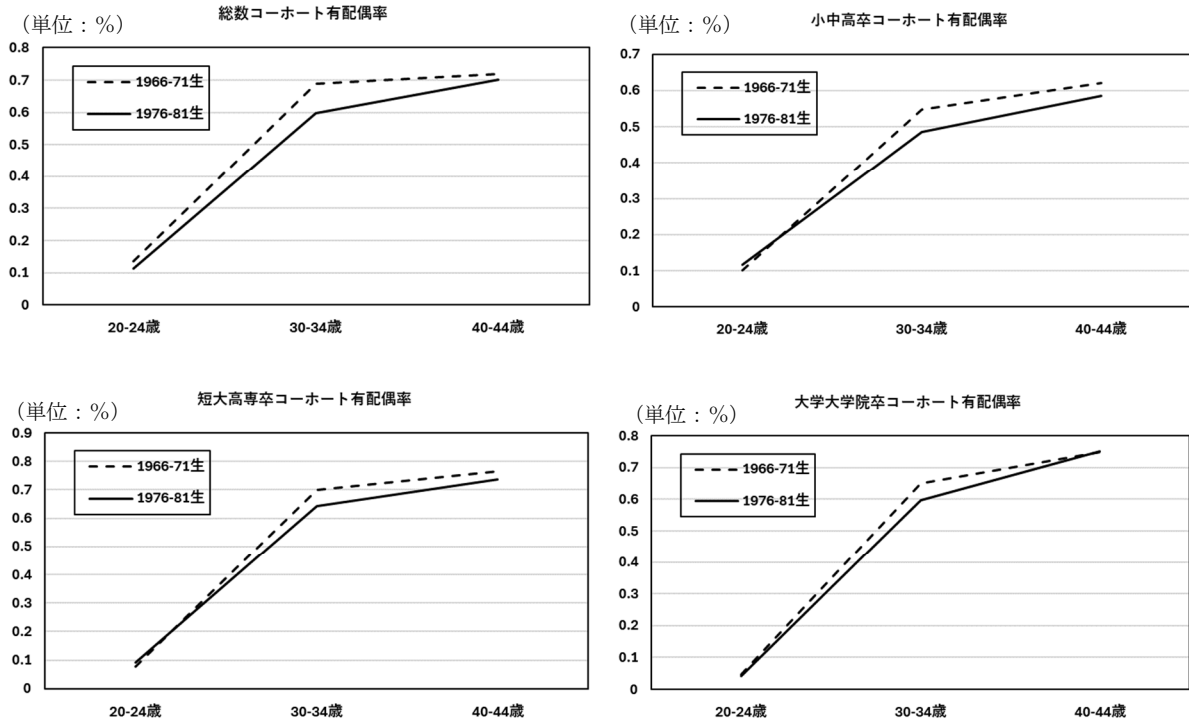 総数コーホート有配偶率
（単位：％）
0.8
0.7
0.6
0.5
0.4
0.3
0.2
0.1
0
1966-71生
1976-81生
20-24歳 30-34歳 40-44歳
小中高卒コーホート有配偶率
（単位：％）
0.7
0.6
0.5
0.4
0.3
0.2
0.1
0
1966-71生
1976-81生
20-24歳 30-34歳 40-44歳
短大高専卒コーホート有配偶率
（単位：％）
0.9
0.8
0.7
0.6
0.5
0.4
0.3
0.2
0.1
0
1966-71生
1976-81生
20-24歳 30-34歳 40-44歳
大学大学院卒コーホート有配偶率
（単位：％）
0.8
0.7
0.6
0.5
0.4
0.3
0.2
0.1
0
1966-71生
1976-81生
20-24歳 30-34歳 40-44歳